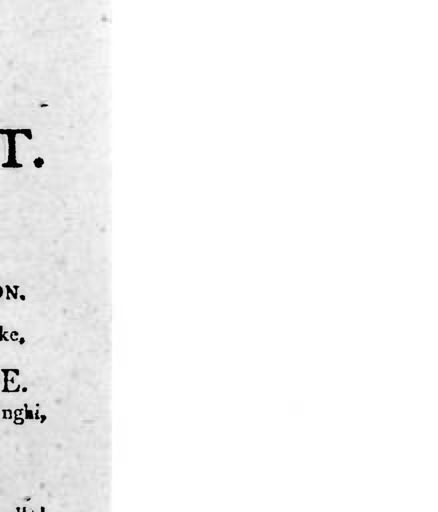 T.
ON.
ke,
E.
nghi,